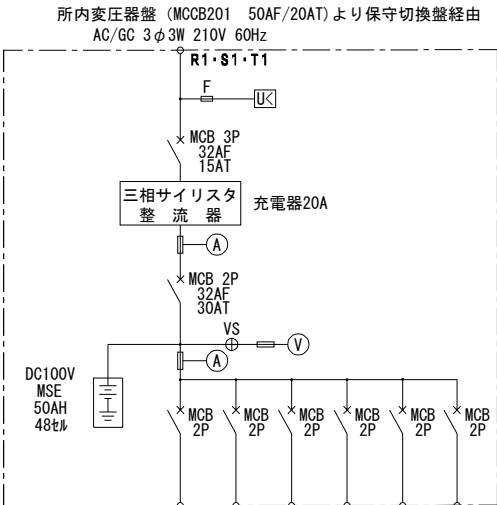 所内変圧器盤 (MCCB201 50AF/20AT)より保守切換盤経由
AC/GC 3φ3W 210V 60Hz
R1・S1・T1
F
U<
MCB 3P
32AF
15AT
三相サイリスタ
整 流 器
充電器20A
A
MCB 2P
32AF
30AT
VS
V
A
DC100V
MSE
50AH
48ｾﾙ
MCB
2P
MCB
2P
MCB
2P
MCB
2P
MCB
2P
MCB
2P